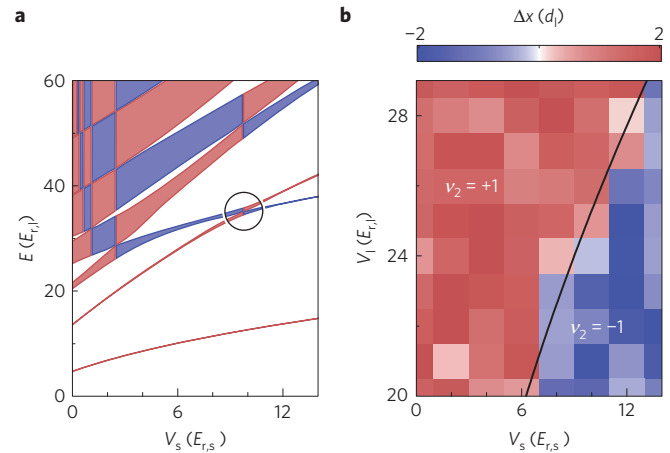 a
E (E_r,l)
60
40
20
0
0
6
12
V_s (E_r,s)
b
Δx (d_l)
−2
0
2
V_l (E_r,l)
28
24
20
ν_2 = +1
ν_2 = −1
0
6
12
V_s (E_r,s)